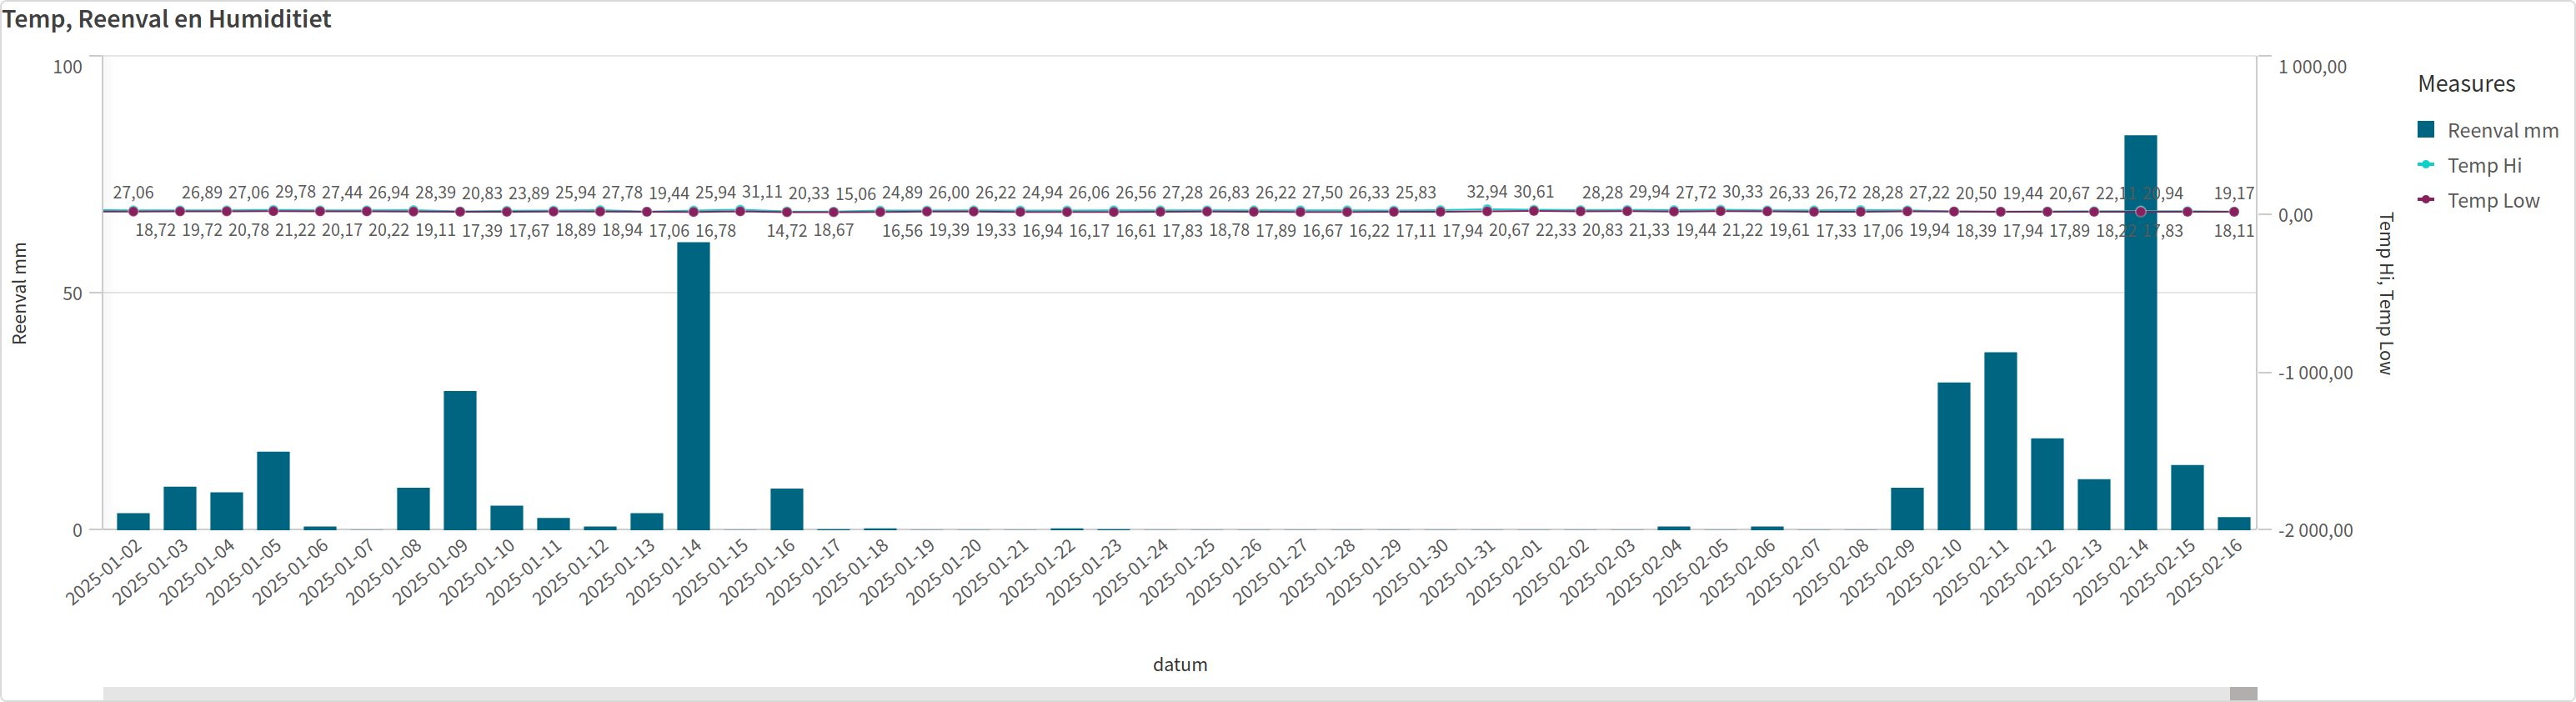 Temp, Reenval en Humiditiet
100
50
0
Reenval mm
1 000,00
0,00
-1 000,00
-2 000,00
Temp Hi, Temp Low
Measures
Reenval mm
Temp Hi
Temp Low
27,06 26,89 27,06 29,78 27,44 26,94 28,39 20,83 23,89 25,94 27,78 19,44 25,94 31,11 20,33 15,06 24,89 26,00 26,22 24,94 26,06 26,56 27,28 26,83 26,22 27,50 26,33 25,83 32,94 30,61 28,28 29,94 27,72 30,33 26,33 26,72 28,28 27,22 20,50 19,44 20,67 22,11 20,94 19,17
18,72 19,72 20,78 21,22 20,17 20,22 19,11 17,39 17,67 18,89 18,94 17,06 16,78 14,72 18,67 16,56 19,39 19,33 16,94 16,17 16,61 17,83 18,78 17,89 16,67 16,22 17,11 17,94 20,67 22,33 20,83 21,33 19,44 21,22 19,61 17,33 17,06 19,94 18,39 17,94 17,89 18,22 17,83 18,11
2025-01-02 2025-01-03 2025-01-04 2025-01-05 2025-01-06 2025-01-07 2025-01-08 2025-01-09 2025-01-10 2025-01-11 2025-01-12 2025-01-13 2025-01-14 2025-01-15 2025-01-16 2025-01-17 2025-01-18 2025-01-19 2025-01-20 2025-01-21 2025-01-22 2025-01-23 2025-01-24 2025-01-25 2025-01-26 2025-01-27 2025-01-28 2025-01-29 2025-01-30 2025-01-31 2025-02-01 2025-02-02 2025-02-03 2025-02-04 2025-02-05 2025-02-06 2025-02-07 2025-02-08 2025-02-09 2025-02-10 2025-02-11 2025-02-12 2025-02-13 2025-02-14 2025-02-15 2025-02-16
datum